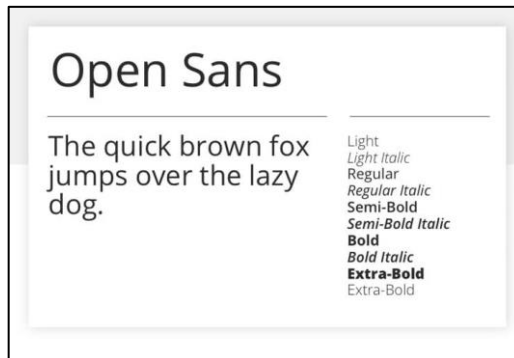 Open Sans
The quick brown fox
jumps over the lazy
dog.
Light
Light Italic
Regular
Regular Italic
Semi-Bold
Semi-Bold Italic
Bold
Bold Italic
Extra-Bold
Extra-Bold